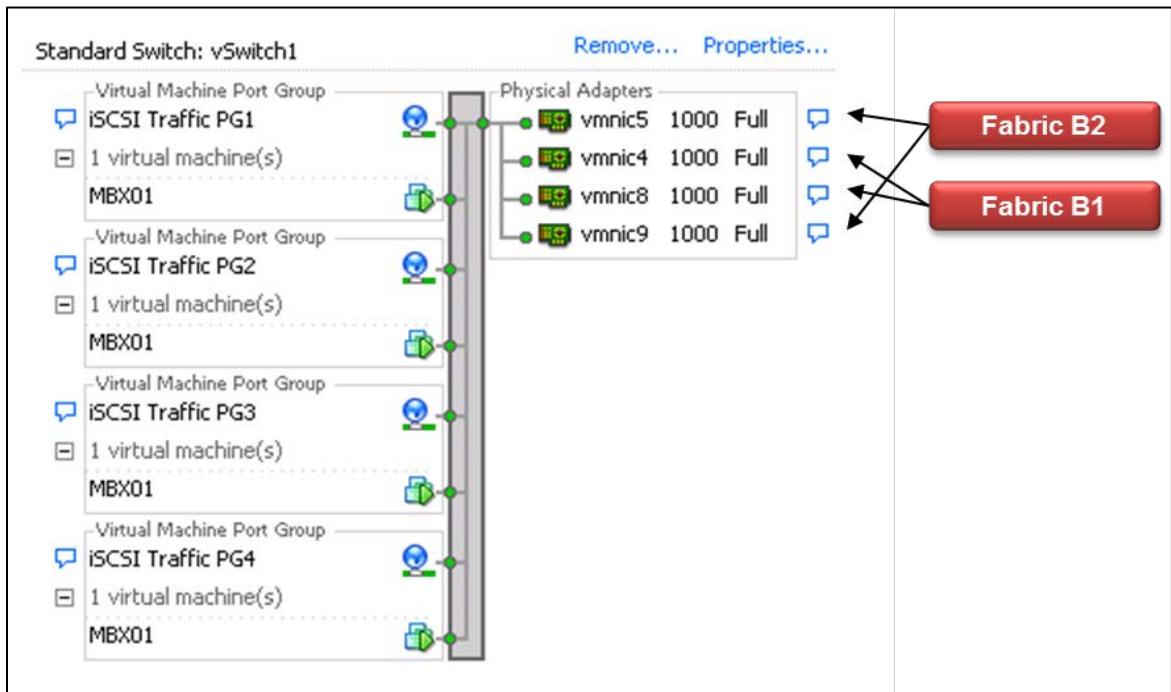 Standard Switch: vSwitch1
Remove... Properties...
Virtual Machine Port Group
iSCSI Traffic PG1
1 virtual machine(s)
MBX01
Virtual Machine Port Group
iSCSI Traffic PG2
1 virtual machine(s)
MBX01
Virtual Machine Port Group
iSCSI Traffic PG3
1 virtual machine(s)
MBX01
Virtual Machine Port Group
iSCSI Traffic PG4
1 virtual machine(s)
MBX01
Physical Adapters
vmnic5 1000 Full
vmnic4 1000 Full
vmnic8 1000 Full
vmnic9 1000 Full
Fabric B2
Fabric B1